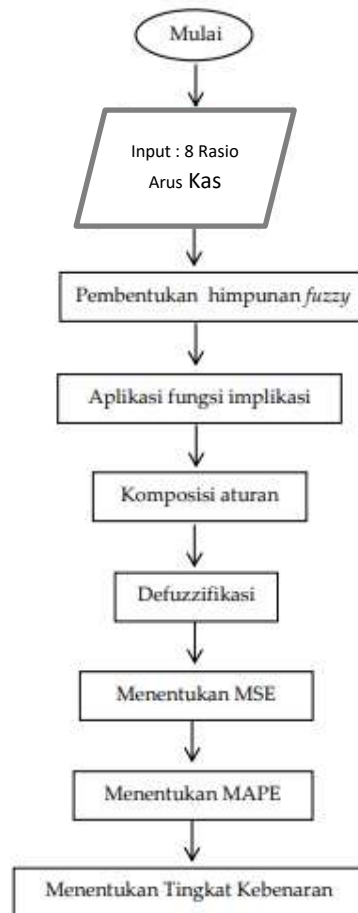 Mulai
Input : 8 Rasio
Arus Kas
Pembentukan himpunan fuzzy
Aplikasi fungsi implikasi
Komposisi aturan
Defuzzifikasi
Menentukan MSE
Menentukan MAPE
Menentukan Tingkat Kebenaran